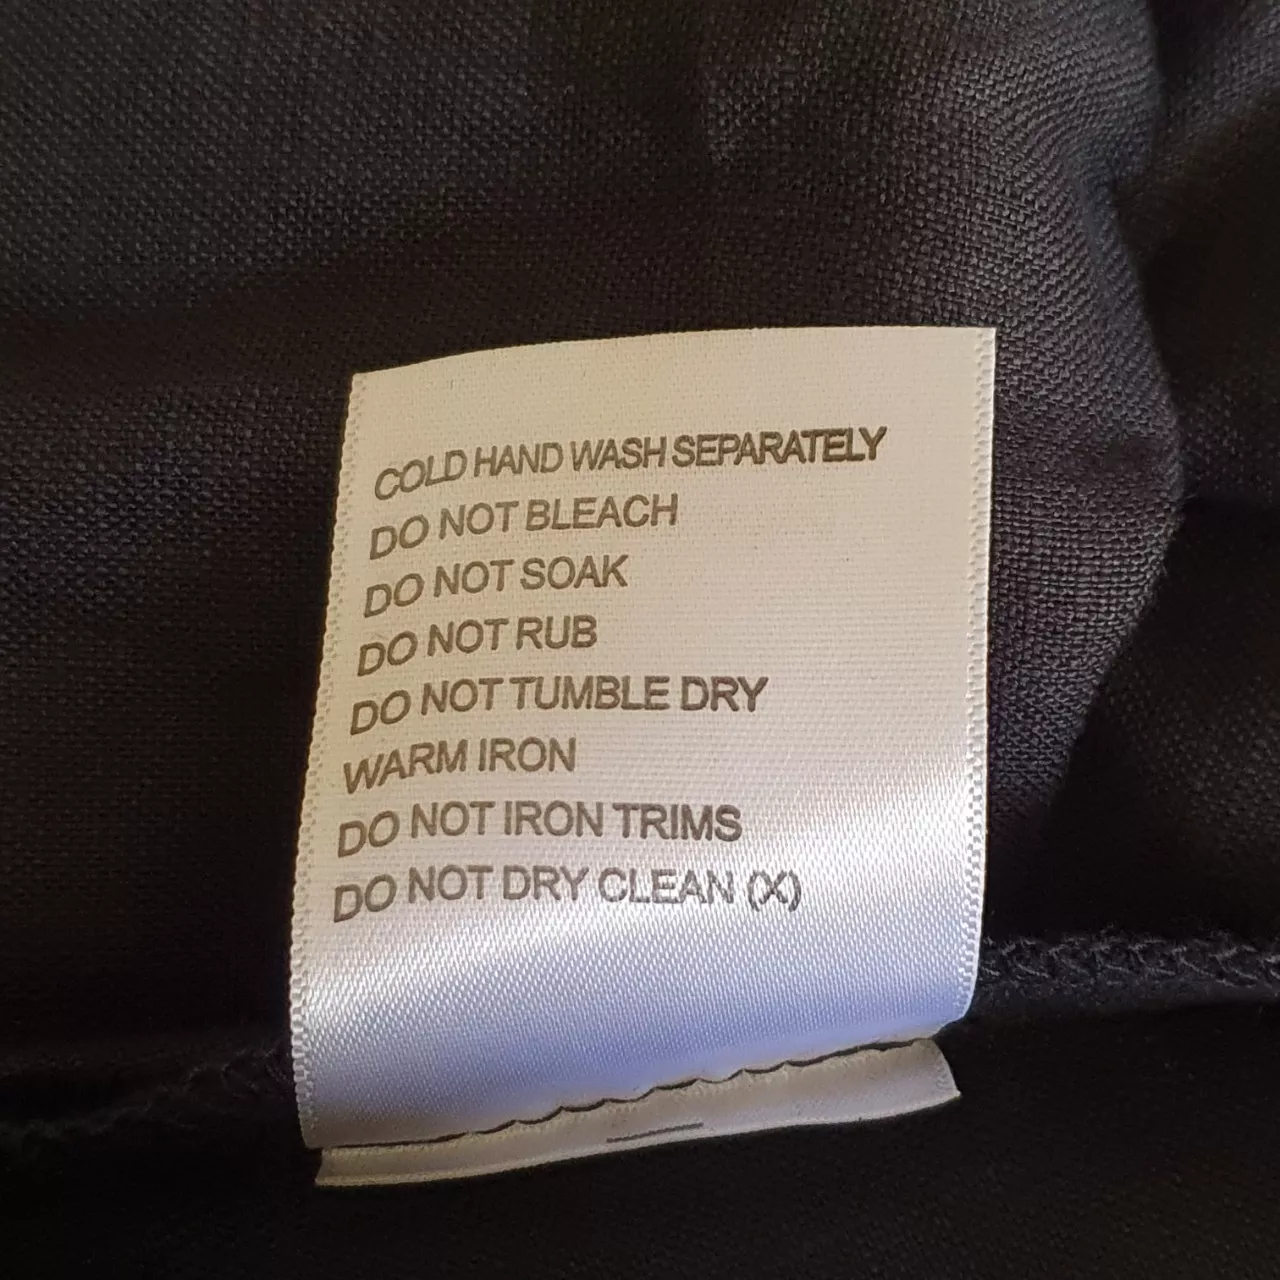 COLD HAND WASH SEPARATELY
DO NOT BLEACH
DO NOT SOAK
DO NOT RUB
DO NOT TUMBLE DRY
WARM IRON
DO NOT IRON TRIMS
DO NOT DRY CLEAN (X)